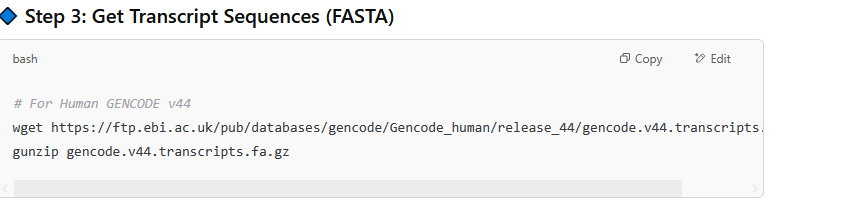 Step 3: Get Transcript Sequences (FASTA)
bash
Copy
Edit
# For Human GENCODE v44
wget https://ftp.ebi.ac.uk/pub/databases/gencode/Gencode_human/release_44/gencode.v44.transcripts.
gunzip gencode.v44.transcripts.fa.gz